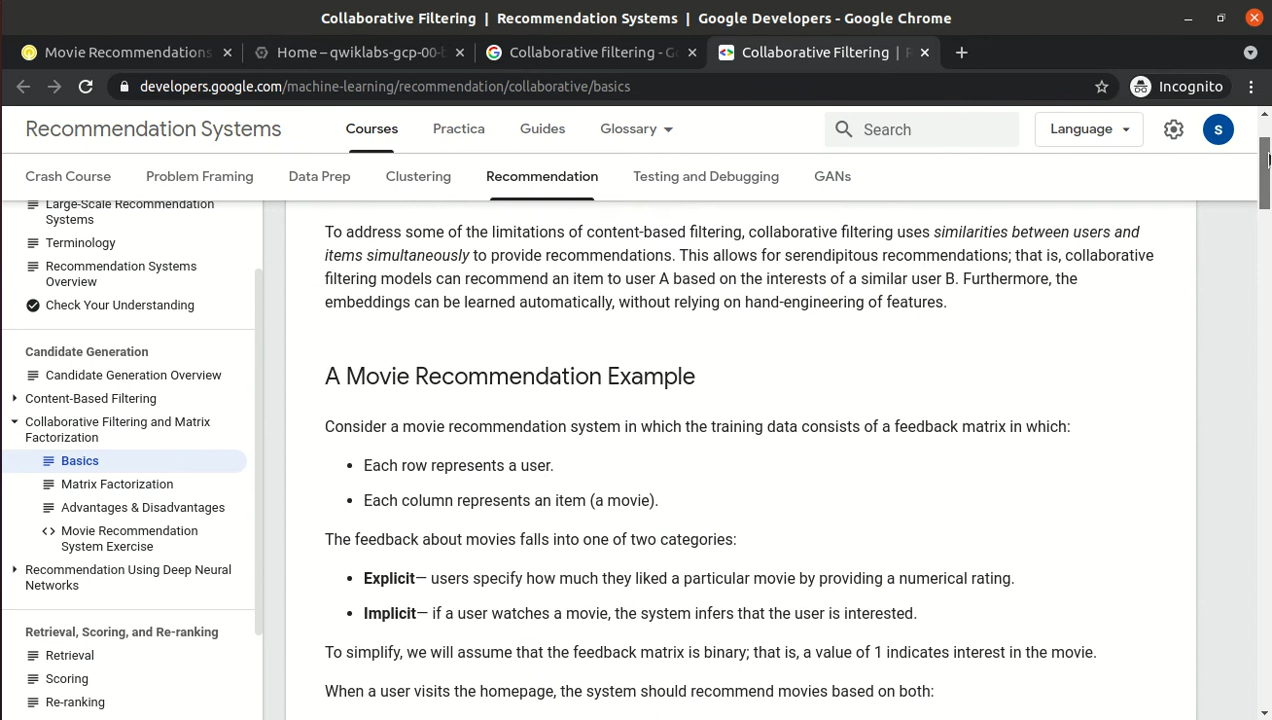 Collaborative Filtering | Recommendation Systems | Google Developers - Google Chrome
Movie Recommendations
Home – qwiklabs-gcp-00-
Collaborative filtering - G
Collaborative Filtering |
developers.google.com/machine-learning/recommendation/collaborative/basics
Incognito
Recommendation Systems
Courses
Practica
Guides
Glossary
Search
Language
S
Crash Course
Problem Framing
Data Prep
Clustering
Recommendation
Testing and Debugging
GANs
Large-Scale Recommendation
Systems
Terminology
Recommendation Systems
Overview
Check Your Understanding
Candidate Generation
Candidate Generation Overview
Content-Based Filtering
Collaborative Filtering and Matrix
Factorization
Basics
Matrix Factorization
Advantages & Disadvantages
Movie Recommendation
System Exercise
Recommendation Using Deep Neural
Networks
Retrieval, Scoring, and Re-ranking
Retrieval
Scoring
Re-ranking
To address some of the limitations of content-based filtering, collaborative filtering uses similarities between users and
items simultaneously to provide recommendations. This allows for serendipitous recommendations; that is, collaborative
filtering models can recommend an item to user A based on the interests of a similar user B. Furthermore, the
embeddings can be learned automatically, without relying on hand-engineering of features.
A Movie Recommendation Example
Consider a movie recommendation system in which the training data consists of a feedback matrix in which:
• Each row represents a user.
• Each column represents an item (a movie).
The feedback about movies falls into one of two categories:
• Explicit— users specify how much they liked a particular movie by providing a numerical rating.
• Implicit— if a user watches a movie, the system infers that the user is interested.
To simplify, we will assume that the feedback matrix is binary; that is, a value of 1 indicates interest in the movie.
When a user visits the homepage, the system should recommend movies based on both: